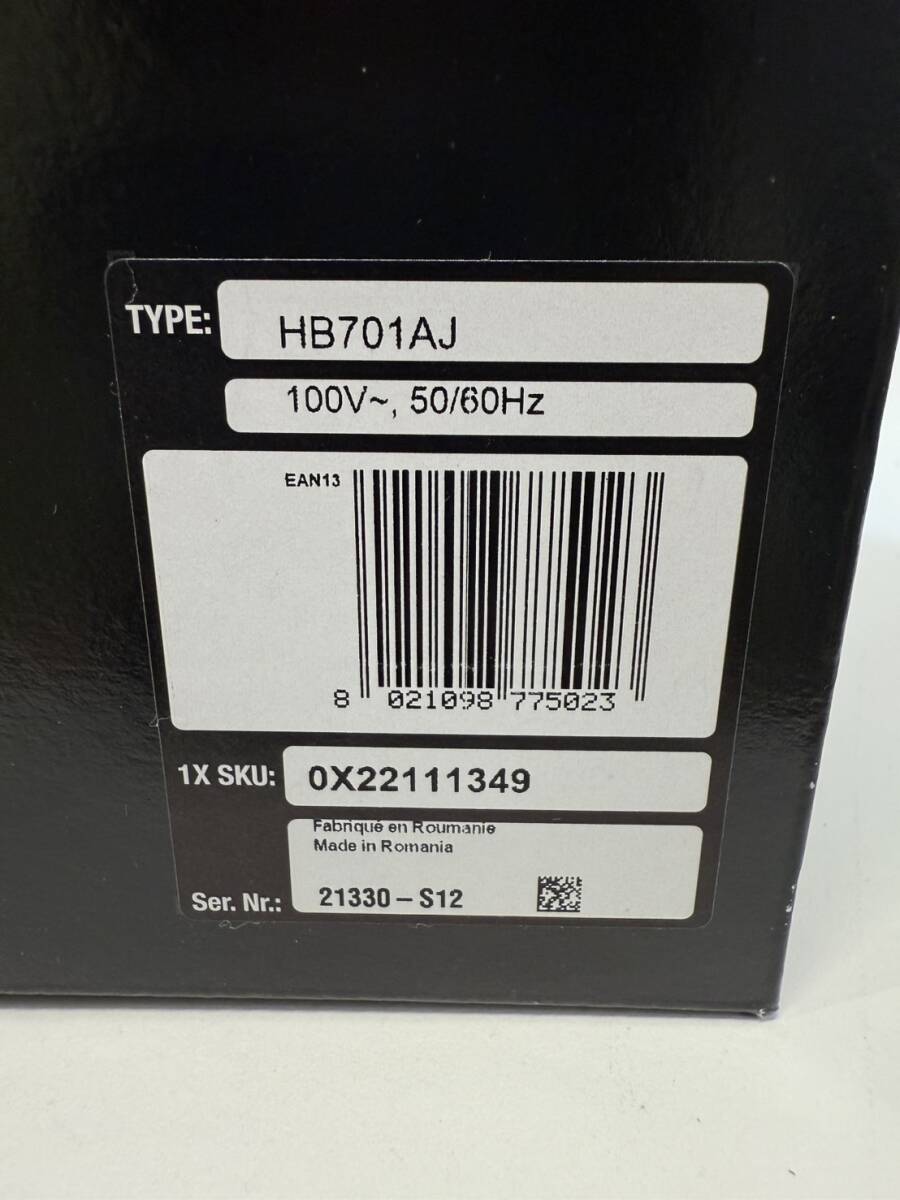 TYPE: HB701AJ
100V~, 50/60Hz
EAN13
8 021098 775023
1X SKU: 0X22111349
Fabriqué en Roumanie
Made in Romania
Ser. Nr.: 21330 – S12